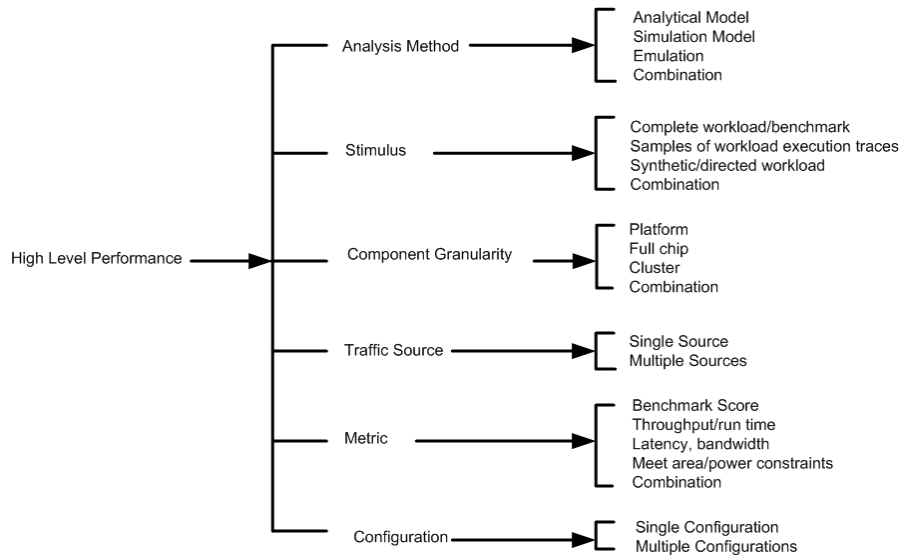 High Level Performance
Analysis Method
Analytical Model
Simulation Model
Emulation
Combination
Stimulus
Complete workload/benchmark
Samples of workload execution traces
Synthetic/directed workload
Combination
Component Granularity
Platform
Full chip
Cluster
Combination
Traffic Source
Single Source
Multiple Sources
Metric
Benchmark Score
Throughput/run time
Latency, bandwidth
Meet area/power constraints
Combination
Configuration
Single Configuration
Multiple Configurations